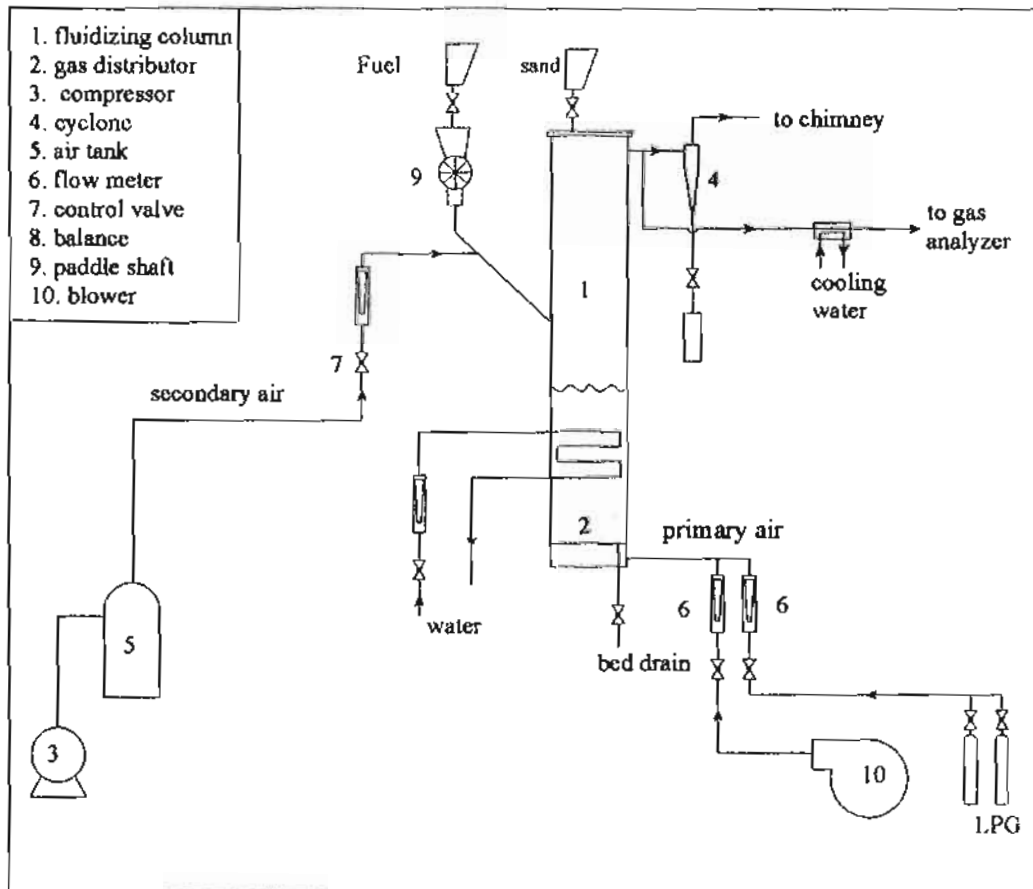 1. fluidizing column
2. gas distributor
3. compressor
4. cyclone
5. air tank
6. flow meter
7. control valve
8. balance
9. paddle shaft
10. blower
Fuel
sand
to chimney
9
4
to gas
analyzer
1
cooling
water
7
secondary air
2
primary air
6
6
5
water
bed drain
3
10
LPG